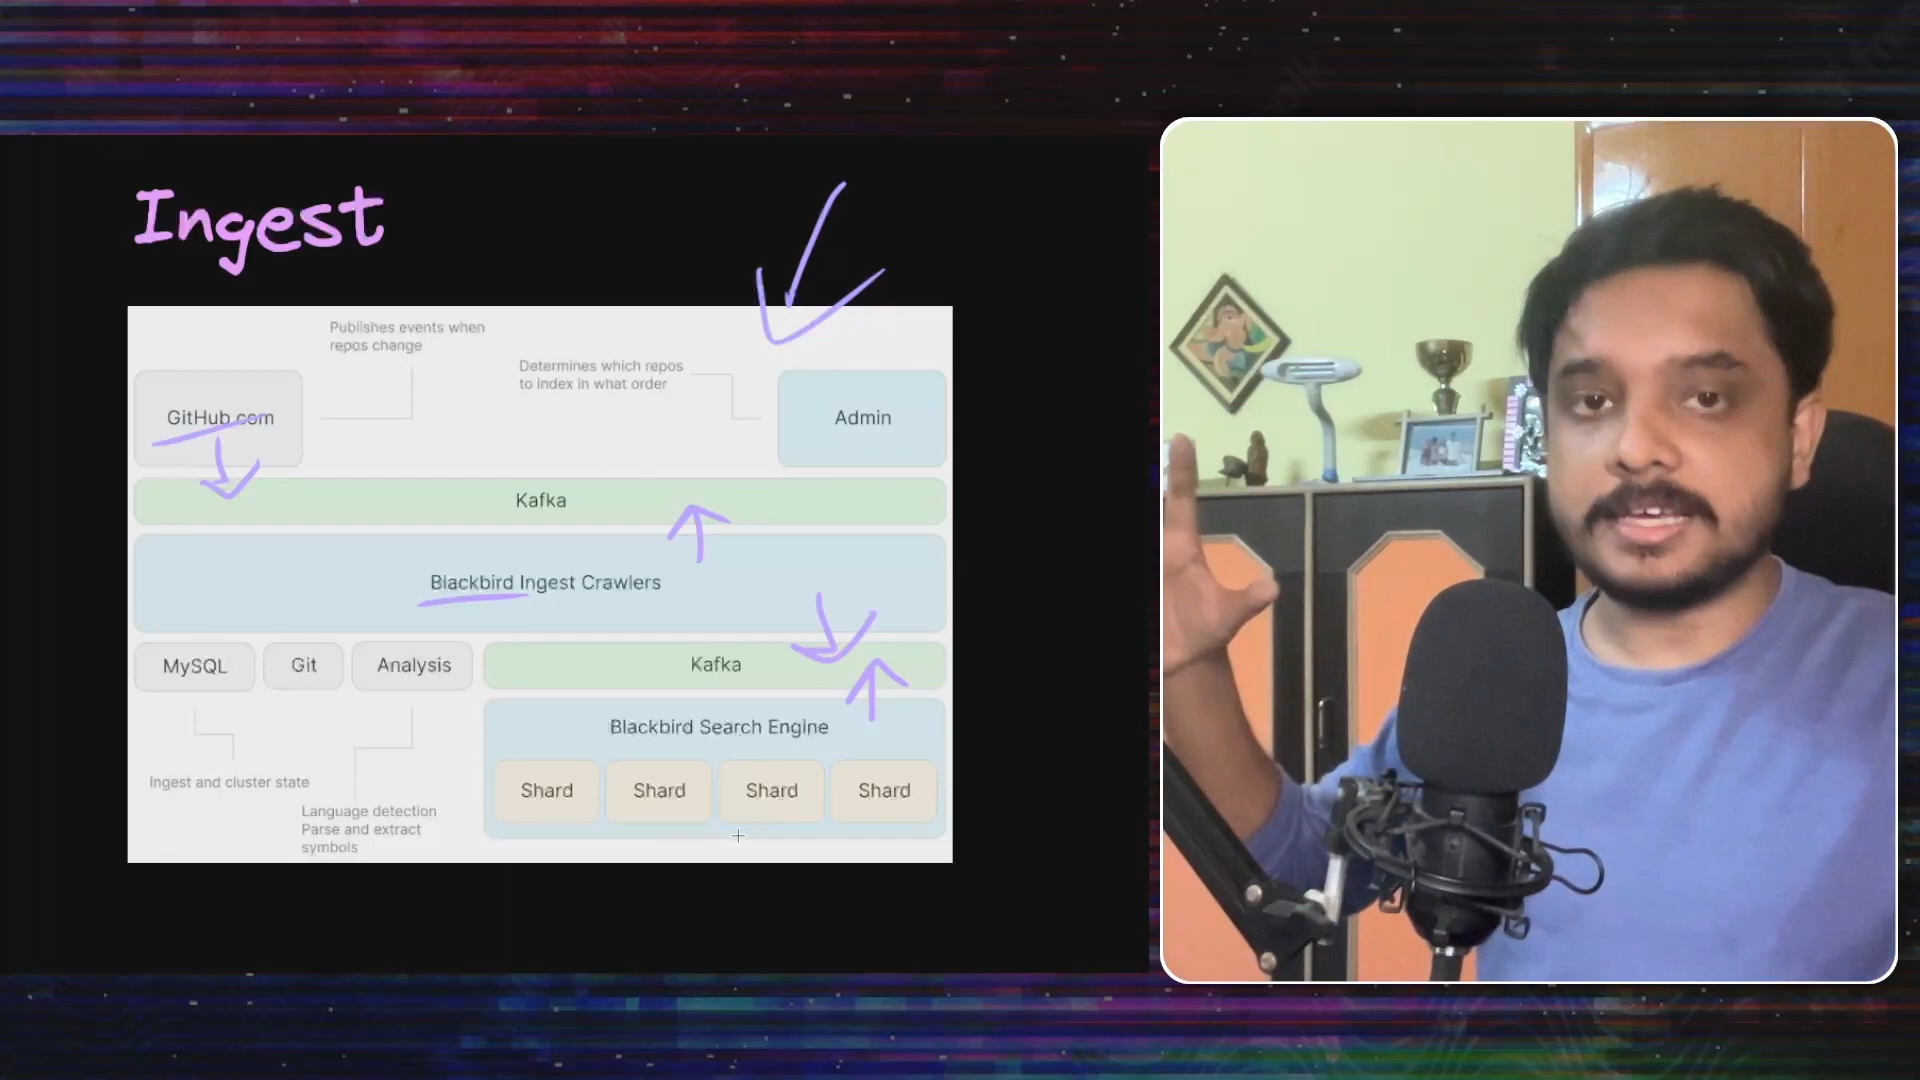 Ingest
Publishes events when
repos change
Determines which repos
to index in what order
GitHub.com
Admin
Kafka
Blackbird Ingest Crawlers
MySQL
Git
Analysis
Kafka
Blackbird Search Engine
Shard
Shard
Shard
Shard
Ingest and cluster state
Language detection
Parse and extract
symbols